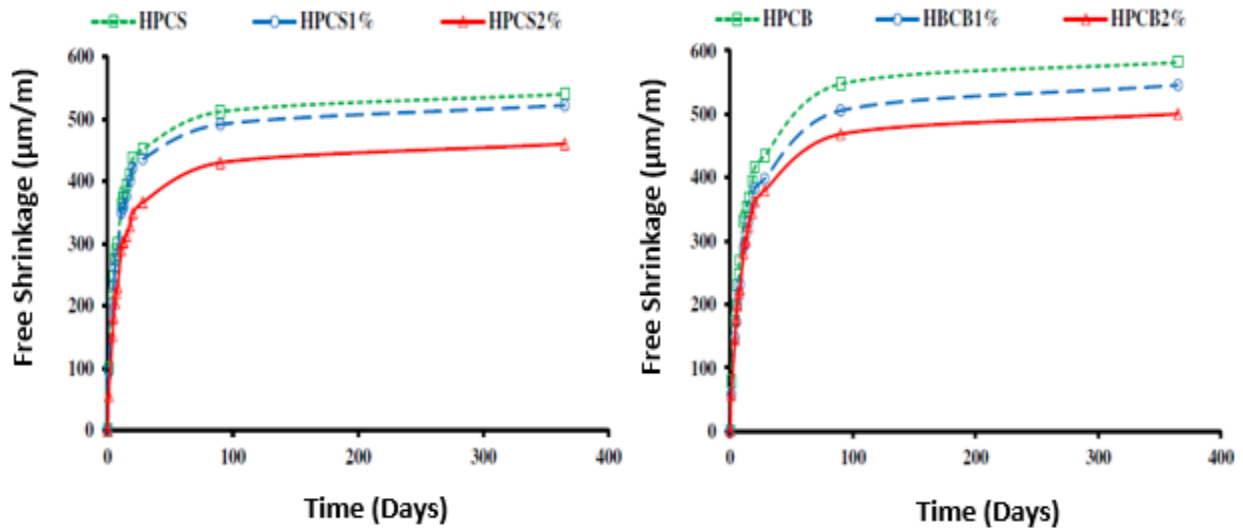 HPCS HPCS1% HPCS2%
600
500
400
300
200
100
0
Free Shrinkage (µm/m)
0 100 200 300 400
Time (Days)
HPCB HBCB1% HPCB2%
600
500
400
300
200
100
0
Free Shrinkage (µm/m)
0 100 200 300 400
Time (Days)